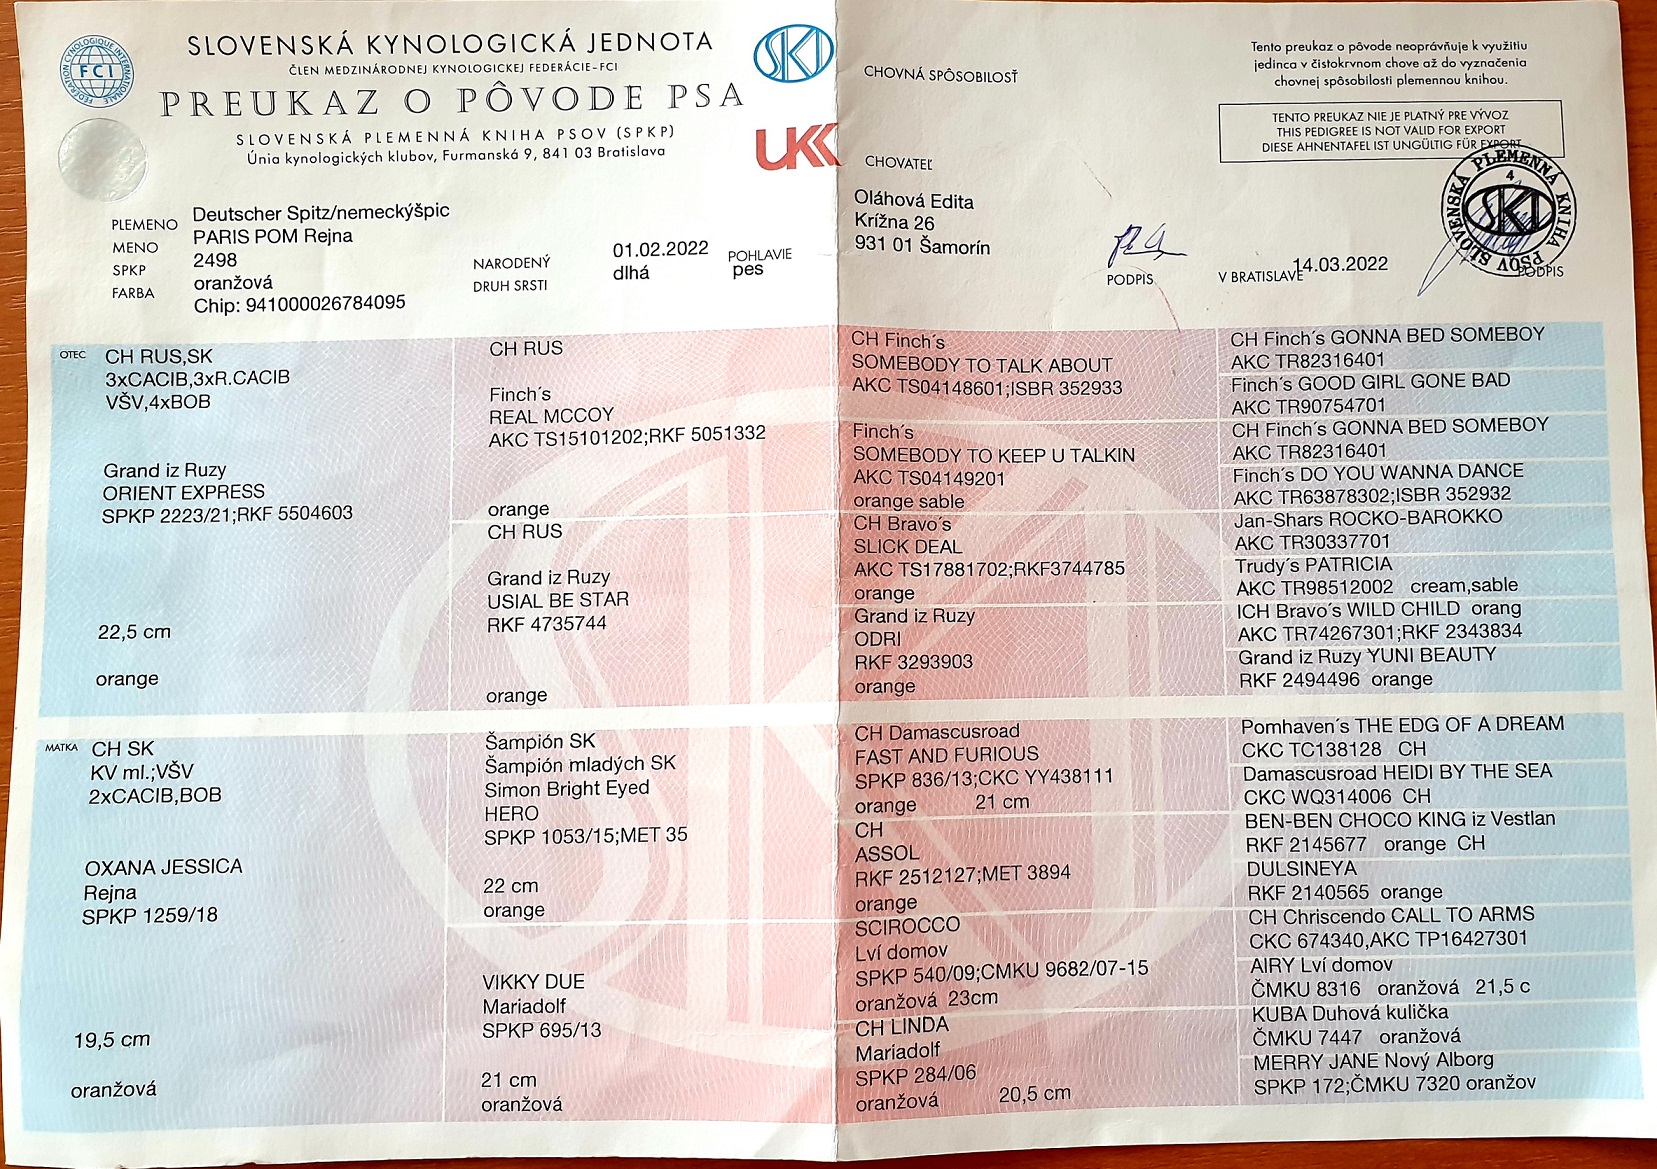 FEDERATION CYNOLOGIQUE INTERNATIONALE
FCI
SLOVENSKÁ KYNOLOGICKÁ JEDNOTA
ČLEN MEDZINÁRODNEJ KYNOLOGICKEJ FEDERÁCIE-FCI
PREUKAZ O PÔVODE PSA
SLOVENSKÁ PLEMENNÁ KNIHA PSOV (SPKP)
Únia kynologických klubov, Furmanská 9, 841 03 Bratislava
SKJ
UKK
PLEMENO Deutscher Spitz/nemeckýšpic
MENO PARIS POM Rejna
SPKP 2498
FARBA oranžová
Chip: 941000026784095
NARODENÝ 01.02.2022
DRUH SRSTI dlhá
POHLAVIE pes
CHOVNÁ SPÔSOBILOSŤ
Tento preukaz o pôvode neoprávňuje k využitiu
jedinca v čistokrvnom chove až do vyznačenia
chovnej spôsobilosti plemennou knihou.
TENTO PREUKAZ NIE JE PLATNÝ PRE VÝVOZ
THIS PEDIGREE IS NOT VALID FOR EXPORT
DIESE AHNENTAFEL IST UNGÜLTIG FÜR EXPORT
CHOVATEĽ
Oláhová Edita
Krížna 26
931 01 Šamorín
PODPIS
V BRATISLAVE 14.03.2022
PODPIS
SLOVENSKÁ PLEMENNÁ KNIHA PSOV
4
SKJ
OTEC CH RUS,SK
3xCACIB,3xR.CACIB
VŠV,4xBOB
Grand iz Ruzy
ORIENT EXPRESS
SPKP 2223/21;RKF 5504603
22,5 cm
orange
CH RUS
Finch´s
REAL MCCOY
AKC TS15101202;RKF 5051332
orange
CH RUS
Grand iz Ruzy
USIAL BE STAR
RKF 4735744
orange
CH Finch´s
SOMEBODY TO TALK ABOUT
AKC TS04148601;ISBR 352933
Finch´s
SOMEBODY TO KEEP U TALKIN
AKC TS04149201
orange sable
CH Bravo´s
SLICK DEAL
AKC TS17881702;RKF3744785
orange
Grand iz Ruzy
ODRI
RKF 3293903
orange
CH Finch´s GONNA BED SOMEBOY
AKC TR82316401
Finch´s GOOD GIRL GONE BAD
AKC TR90754701
CH Finch´s GONNA BED SOMEBOY
AKC TR82316401
Finch´s DO YOU WANNA DANCE
AKC TR63878302;ISBR 352932
Jan-Shars ROCKO-BAROKKO
AKC TR30337701
Trudy´s PATRICIA
AKC TR98512002 cream,sable
ICH Bravo´s WILD CHILD orang
AKC TR74267301;RKF 2343834
Grand iz Ruzy YUNI BEAUTY
RKF 2494496 orange
MATKA CH SK
KV ml.;VŠV
2xCACIB,BOB
OXANA JESSICA
Rejna
SPKP 1259/18
19,5 cm
oranžová
Šampión SK
Šampión mladých SK
Simon Bright Eyed
HERO
SPKP 1053/15;MET 35
22 cm
orange
VIKKY DUE
Mariadolf
SPKP 695/13
21 cm
oranžová
CH Damascusroad
FAST AND FURIOUS
SPKP 836/13;CKC YY438111
orange 21 cm
CH
ASSOL
RKF 2512127;MET 3894
orange
SCIROCCO
Lví domov
SPKP 540/09;CMKU 9682/07-15
oranžová 23cm
CH LINDA
Mariadolf
SPKP 284/06
oranžová 20,5 cm
Pomhaven´s THE EDG OF A DREAM
CKC TC138128 CH
Damascusroad HEIDI BY THE SEA
CKC WQ314006 CH
BEN-BEN CHOCO KING iz Vestlan
RKF 2145677 orange CH
DULSINEYA
RKF 2140565 orange
CH Chriscendo CALL TO ARMS
CKC 674340,AKC TP16427301
AIRY Lví domov
ČMKU 8316 oranžová 21,5 c
KUBA Duhová kulička
ČMKU 7447 oranžová
MERRY JANE Nový Alborg
SPKP 172;ČMKU 7320 oranžov